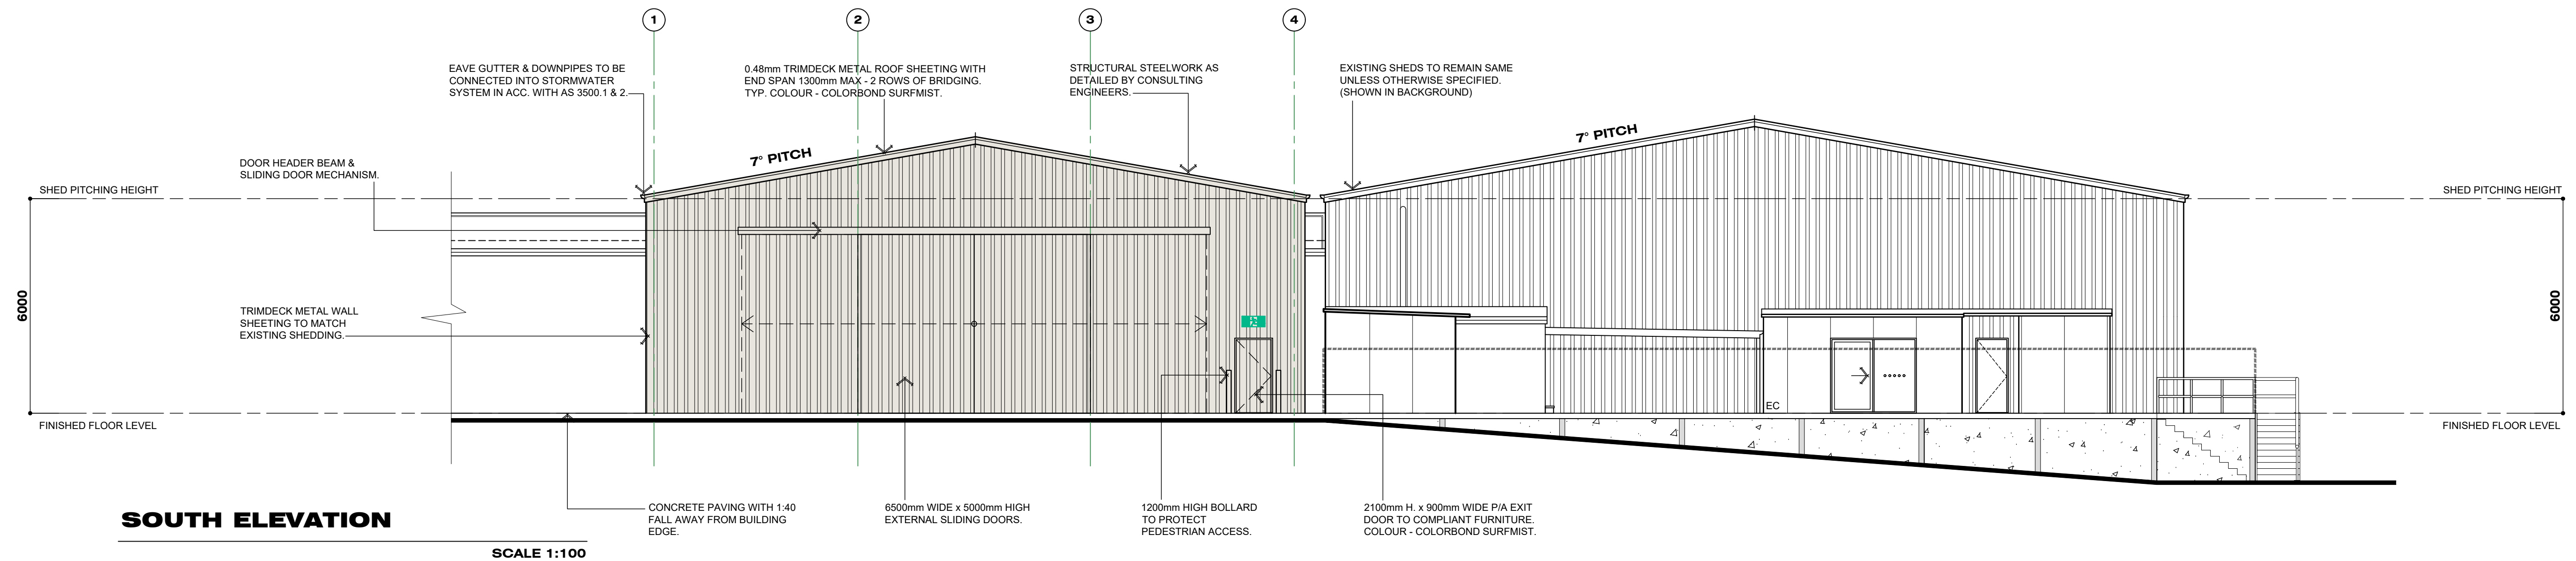 1
2
3
4
EAVE GUTTER & DOWNPIPES TO BE
CONNECTED INTO STORMWATER
SYSTEM IN ACC. WITH AS 3500.1 & 2.
0.48mm TRIMDECK METAL ROOF SHEETING WITH
END SPAN 1300mm MAX - 2 ROWS OF BRIDGING.
TYP. COLOUR - COLORBOND SURFMIST.
STRUCTURAL STEELWORK AS
DETAILED BY CONSULTING
ENGINEERS.
EXISTING SHEDS TO REMAIN SAME
UNLESS OTHERWISE SPECIFIED.
(SHOWN IN BACKGROUND)
7° PITCH
7° PITCH
DOOR HEADER BEAM &
SLIDING DOOR MECHANISM.
SHED PITCHING HEIGHT
SHED PITCHING HEIGHT
6000
6000
TRIMDECK METAL WALL
SHEETING TO MATCH
EXISTING SHEDDING.
EC
FINISHED FLOOR LEVEL
FINISHED FLOOR LEVEL
CONCRETE PAVING WITH 1:40
FALL AWAY FROM BUILDING
EDGE.
6500mm WIDE x 5000mm HIGH
EXTERNAL SLIDING DOORS.
1200mm HIGH BOLLARD
TO PROTECT
PEDESTRIAN ACCESS.
2100mm H. x 900mm WIDE P/A EXIT
DOOR TO COMPLIANT FURNITURE.
COLOUR - COLORBOND SURFMIST.
SOUTH ELEVATION
SCALE 1:100